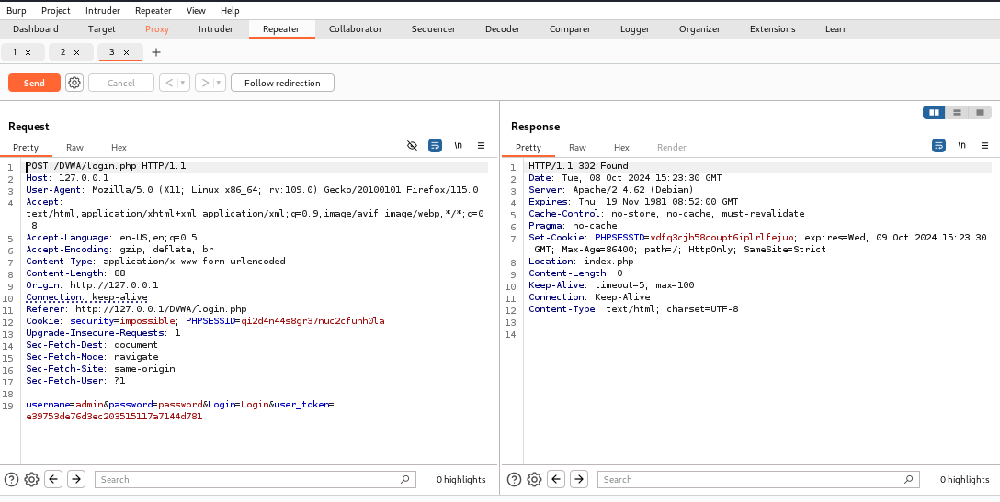 Burp Project Intruder Repeater View Help
Dashboard Target Proxy Intruder Repeater Collaborator Sequencer Decoder Comparer Logger Organizer Extensions Learn
1 × 2 × 3 × +
Send Cancel < > Follow redirection
Request
Pretty Raw Hex \n
1 POST /DVWA/login.php HTTP/1.1
2 Host: 127.0.0.1
3 User-Agent: Mozilla/5.0 (X11; Linux x86_64; rv:109.0) Gecko/20100101 Firefox/115.0
4 Accept:
text/html,application/xhtml+xml,application/xml;q=0.9,image/avif,image/webp,*/*;q=0
.8
5 Accept-Language: en-US,en;q=0.5
6 Accept-Encoding: gzip, deflate, br
7 Content-Type: application/x-www-form-urlencoded
8 Content-Length: 88
9 Origin: http://127.0.0.1
10 Connection: keep-alive
11 Referer: http://127.0.0.1/DVWA/login.php
12 Cookie: security=impossible; PHPSESSID=qi2d4n44s8gr37nuc2cfunh0la
13 Upgrade-Insecure-Requests: 1
14 Sec-Fetch-Dest: document
15 Sec-Fetch-Mode: navigate
16 Sec-Fetch-Site: same-origin
17 Sec-Fetch-User: ?1
18
19 username=admin&password=password&Login=Login&user_token=
e39753de76d3ec203515117a7144d781
Search 0 highlights
Response
Pretty Raw Hex Render \n
1 HTTP/1.1 302 Found
2 Date: Tue, 08 Oct 2024 15:23:30 GMT
3 Server: Apache/2.4.62 (Debian)
4 Expires: Thu, 19 Nov 1981 08:52:00 GMT
5 Cache-Control: no-store, no-cache, must-revalidate
6 Pragma: no-cache
7 Set-Cookie: PHPSESSID=vdfq3cjh58coupt6iplrlfejuo; expires=Wed, 09 Oct 2024 15:23:30
GMT; Max-Age=86400; path=/; HttpOnly; SameSite=Strict
8 Location: index.php
9 Content-Length: 0
10 Keep-Alive: timeout=5, max=100
11 Connection: Keep-Alive
12 Content-Type: text/html; charset=UTF-8
13
14
Search 0 highlights